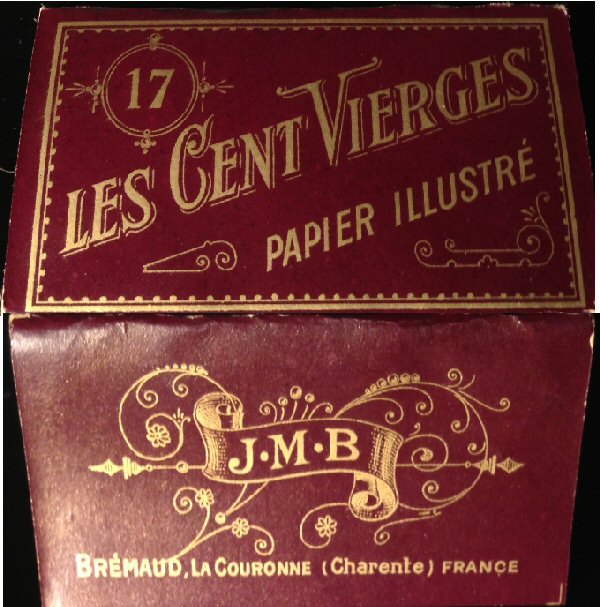 17
LES CENT VIERGES
PAPIER ILLUSTRÉ
J·M·B
BRÉMAUD, LA COURONNE (Charente) FRANCE